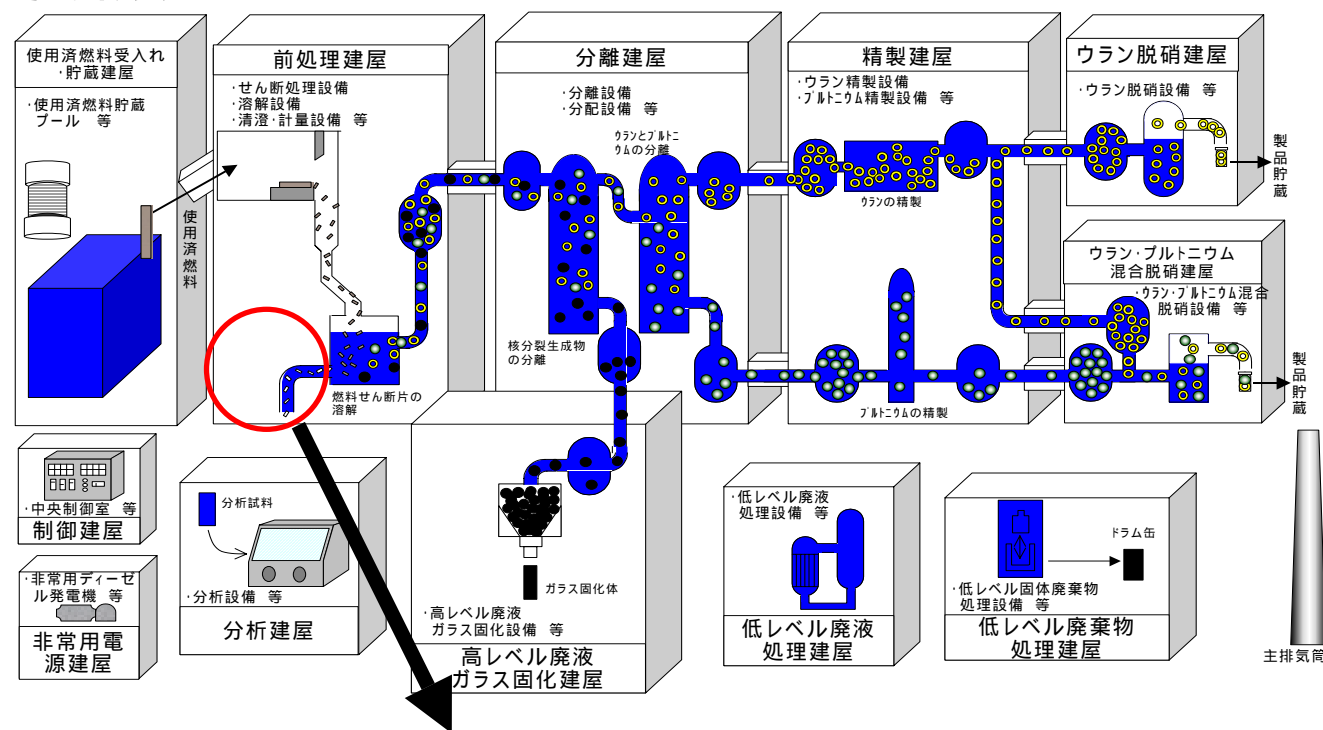 使用済燃料受入れ
・貯蔵建屋
・使用済燃料貯蔵
プール 等
使用済燃料
前処理建屋
・せん断処理設備
・溶解設備
・清澄・計量設備 等
燃料せん断片の
溶解
分離建屋
・分離設備
・分配設備 等
ウランとプルトニ
ウムの分離
核分裂生成物
の分離
精製建屋
・ウラン精製設備
・プルトニウム精製設備 等
ウランの精製
プルトニウムの精製
ウラン脱硝建屋
・ウラン脱硝設備 等
製品貯蔵
ウラン・プルトニウム
混合脱硝建屋
・ウラン・プルトニウム混合
脱硝設備 等
製品貯蔵
・中央制御室 等
制御建屋
・非常用ディーゼ
ル発電機 等
非常用電
源建屋
分析試料
・分析設備 等
分析建屋
ガラス固化体
・高レベル廃液
ガラス固化設備 等
高レベル廃液
ガラス固化建屋
・低レベル廃液
処理設備 等
低レベル廃液
処理建屋
ドラム缶
・低レベル固体廃棄物
処理設備 等
低レベル廃棄物
処理建屋
主排気筒